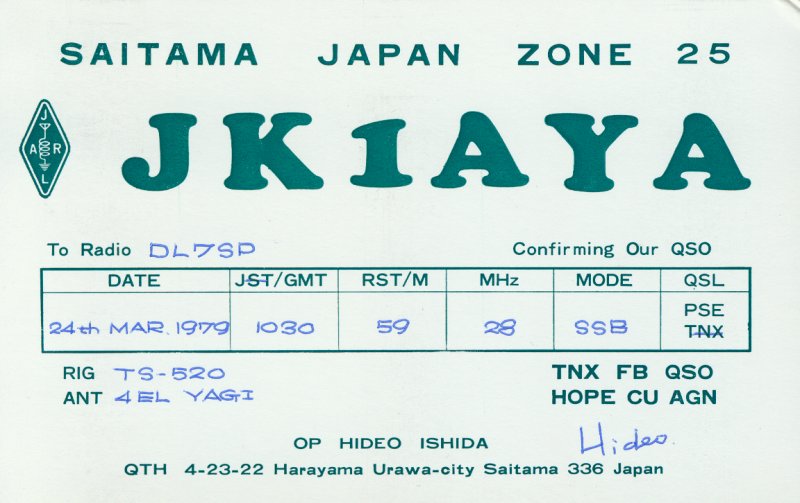 SAITAMA JAPAN ZONE 25
JARL
JK1AYA
To Radio DL7SP Confirming Our QSO
DATE JST/GMT RST/M MHz MODE QSL
24th MAR. 1979 1030 59 28 SSB PSE TNX
RIG TS-520 TNX FB QSO
ANT 4EL YAGI HOPE CU AGN
OP HIDEO ISHIDA Hideo.
QTH 4-23-22 Harayama Urawa-city Saitama 336 Japan